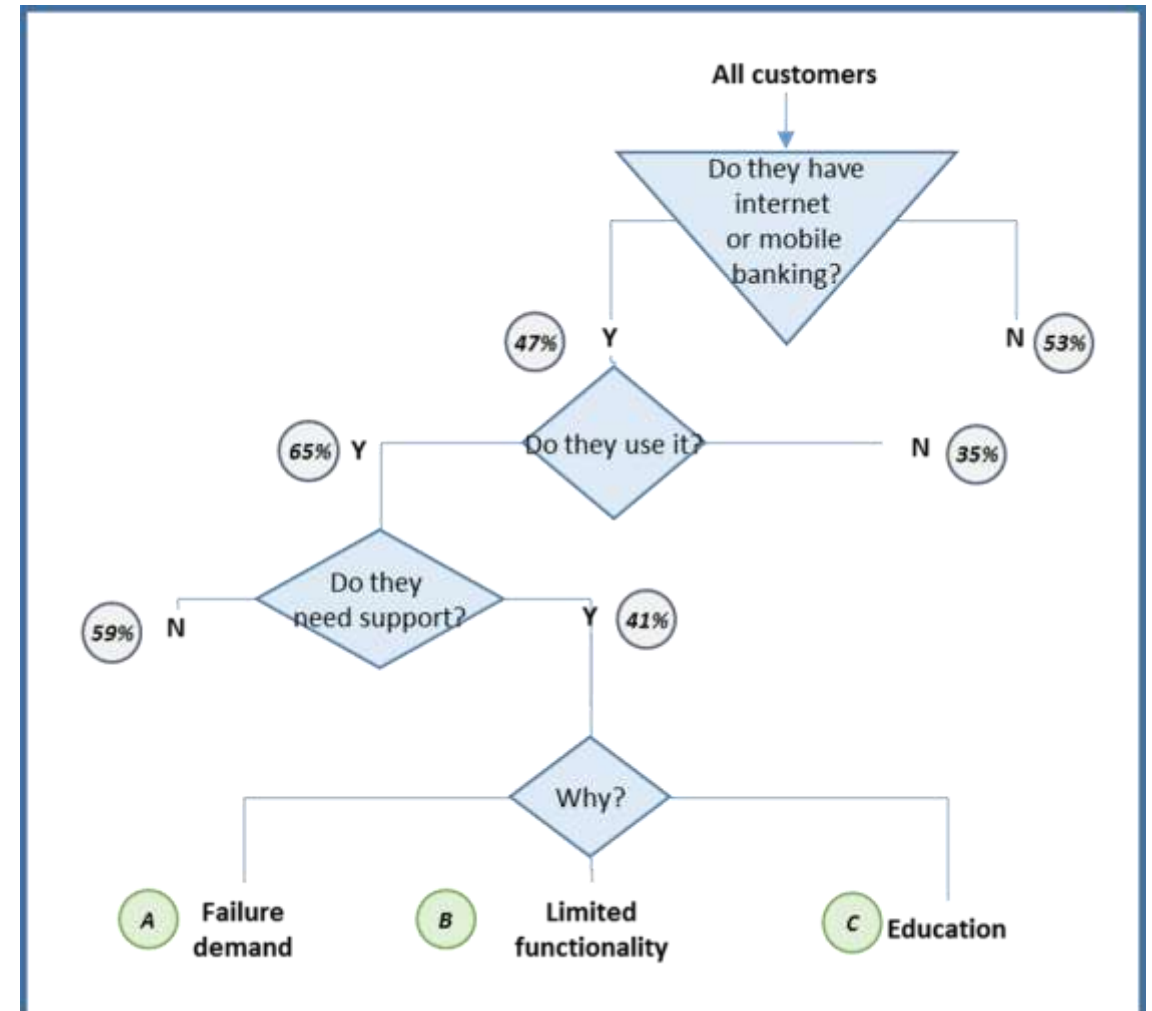 All customers
Do they have
internet
or mobile
banking?
47%
Y
N
53%
65%
Y
Do they use it?
N
35%
Do they
need support?
59%
N
Y
41%
Why?
A
Failure
demand
B
Limited
functionality
C
Education